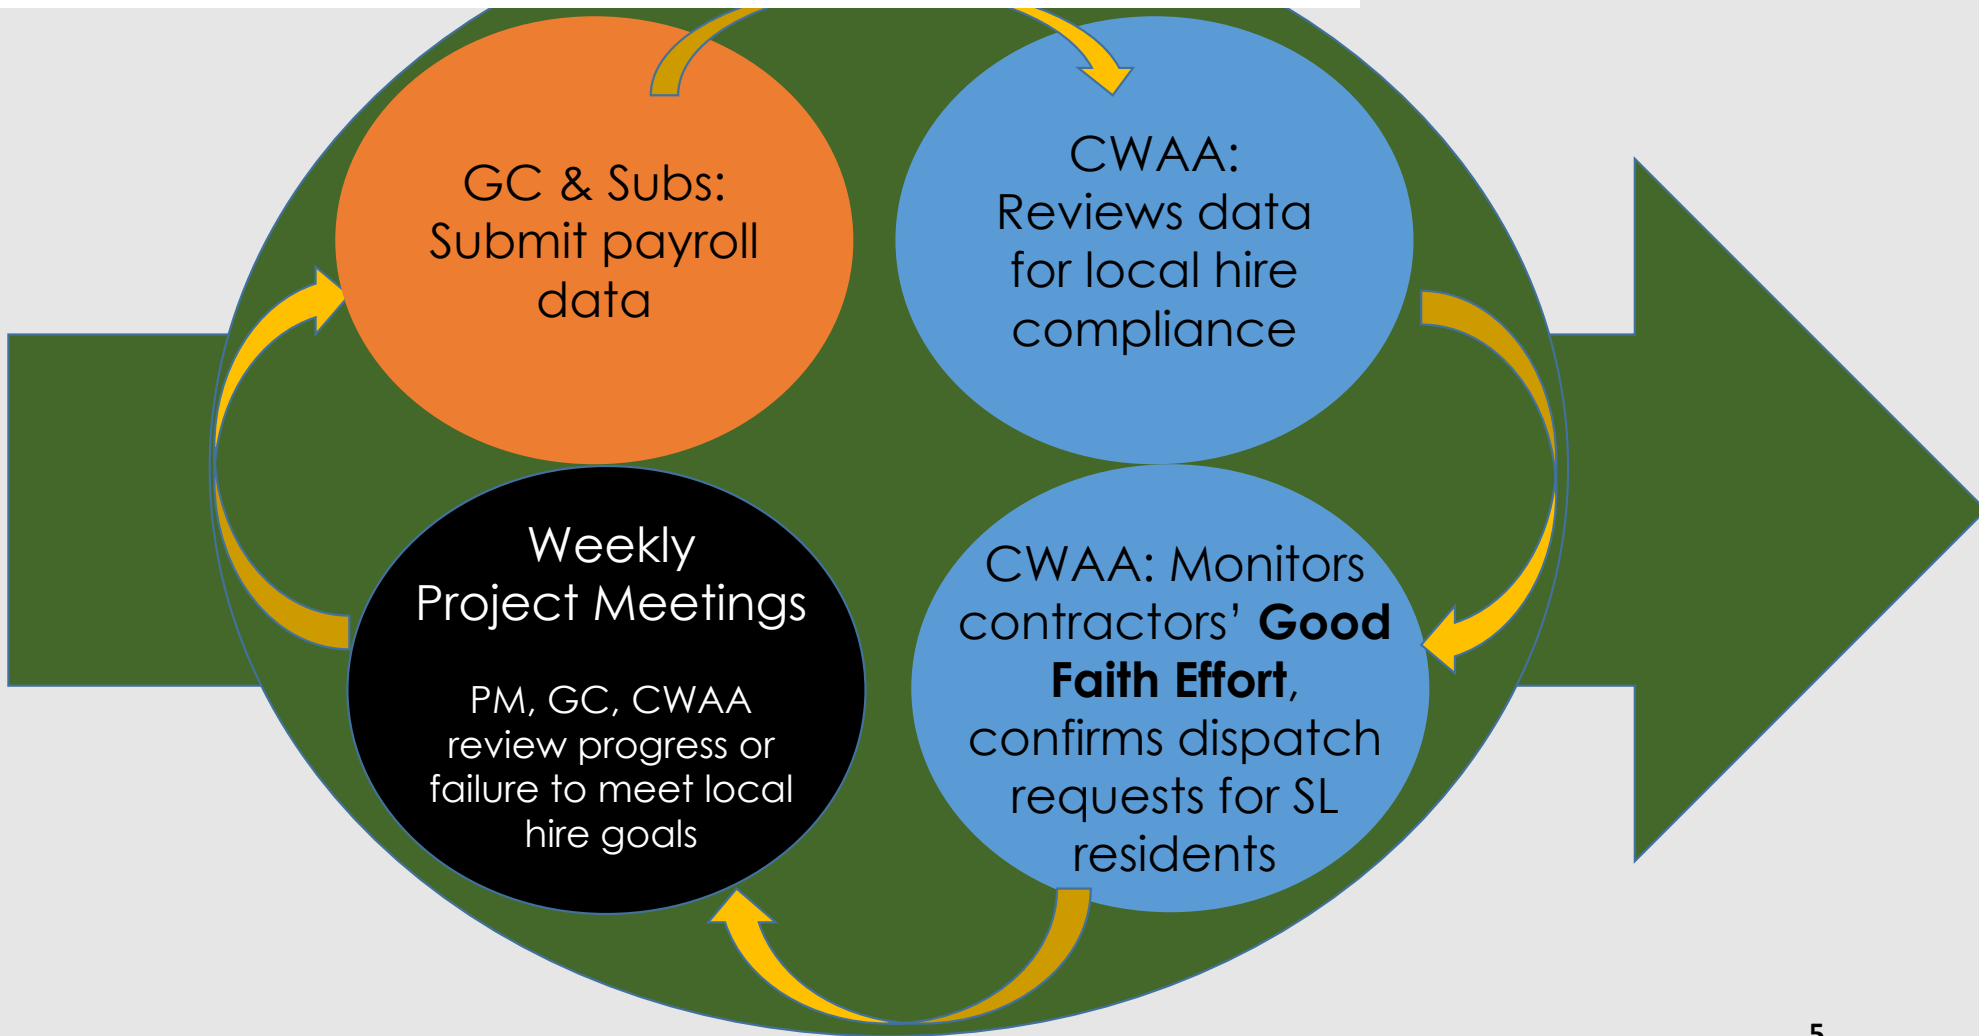 GC & Subs:
Submit payroll
data
CWAA:
Reviews data
for local hire
compliance
CWAA: Monitors
contractors’ Good
Faith Effort,
confirms dispatch
requests for SL
residents
Weekly
Project Meetings
PM, GC, CWAA
review progress or
failure to meet local
hire goals
5